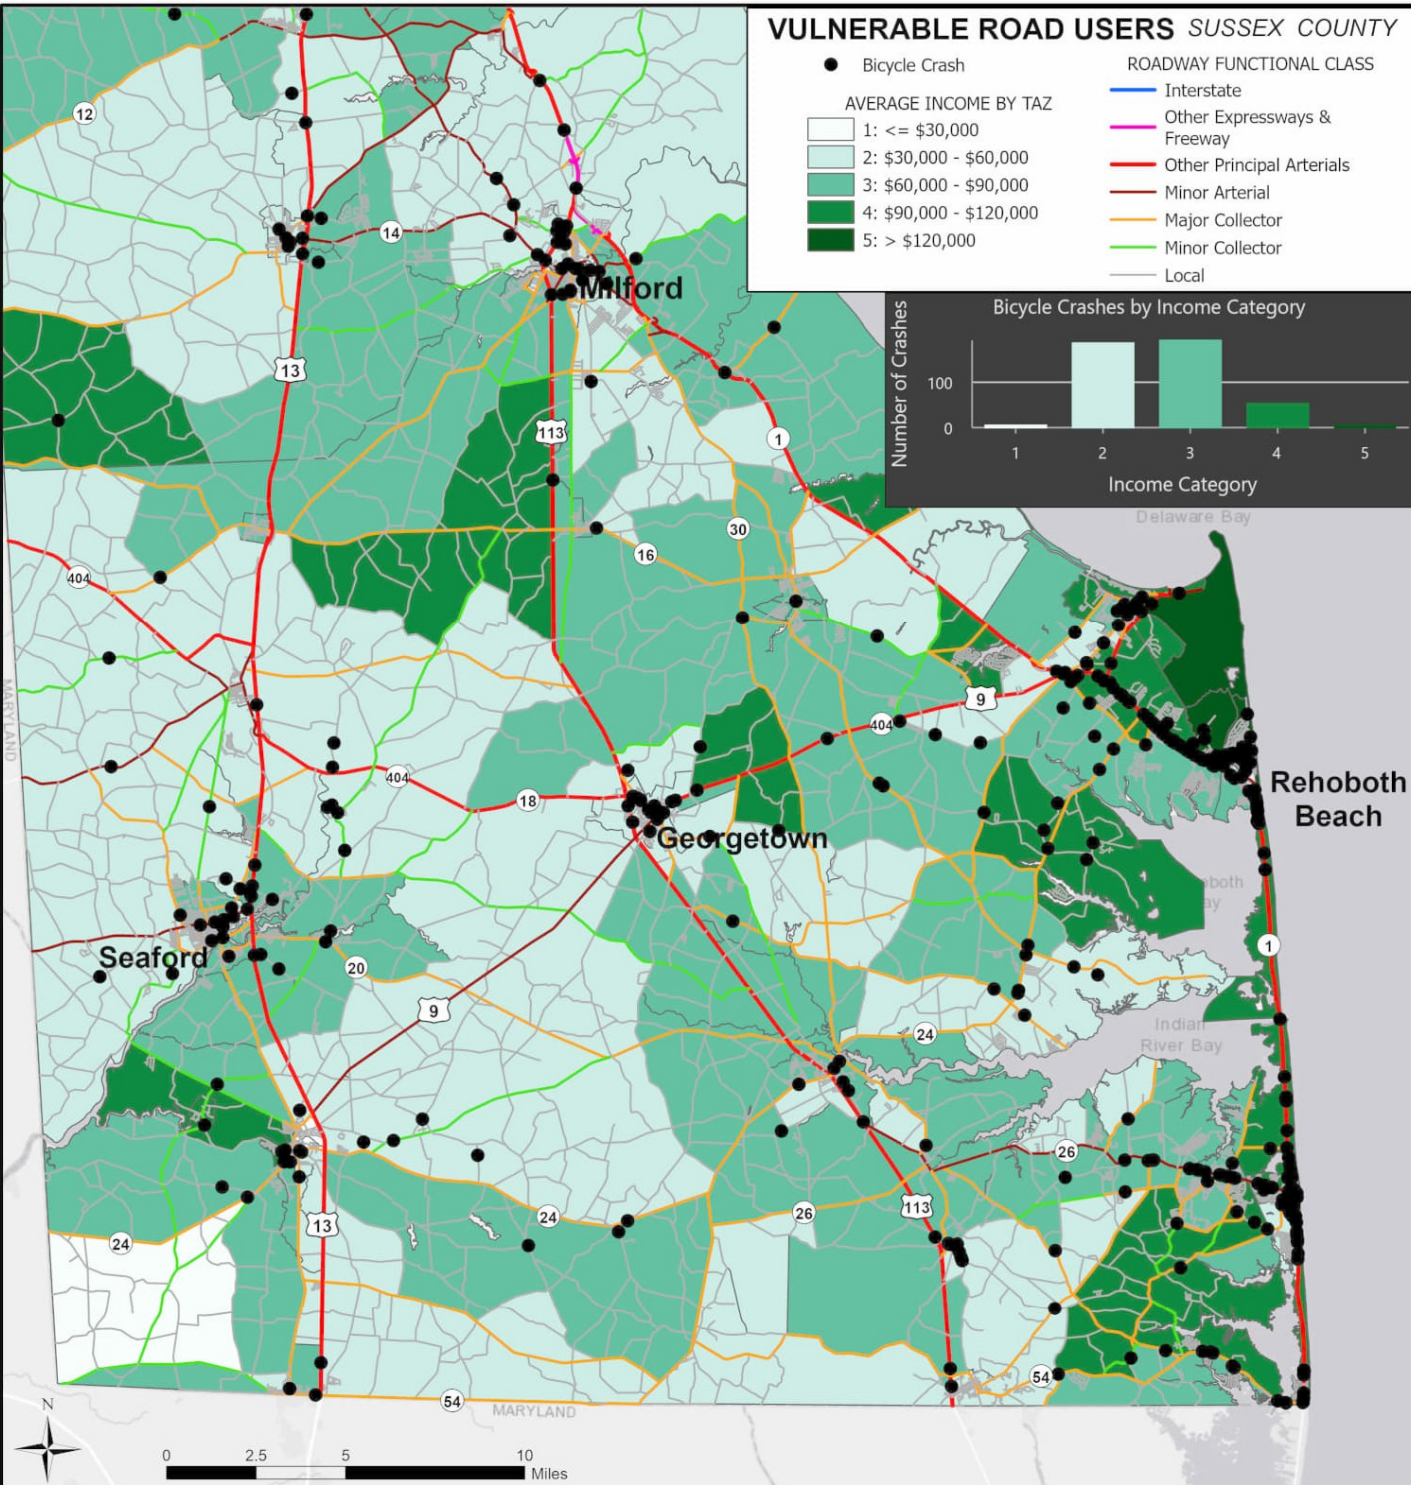 VULNERABLE ROAD USERS SUSSEX COUNTY
Bicycle Crash
AVERAGE INCOME BY TAZ
1: <= $30,000
2: $30,000 - $60,000
3: $60,000 - $90,000
4: $90,000 - $120,000
5: > $120,000
ROADWAY FUNCTIONAL CLASS
Interstate
Other Expressways &
Freeway
Other Principal Arterials
Minor Arterial
Major Collector
Minor Collector
Local
Bicycle Crashes by Income Category
Number of Crashes
100
0
1 2 3 4 5
Income Category
12
14
Milford
13
113
1
30
16
404
Delaware Bay
MARYLAND
9
404
404
18
Rehoboth
Beach
Georgetown
Seaford
20
1
9
24
Indian
River Bay
26
24
13
24
26
113
54
54
MARYLAND
N
0 2.5 5 10
Miles